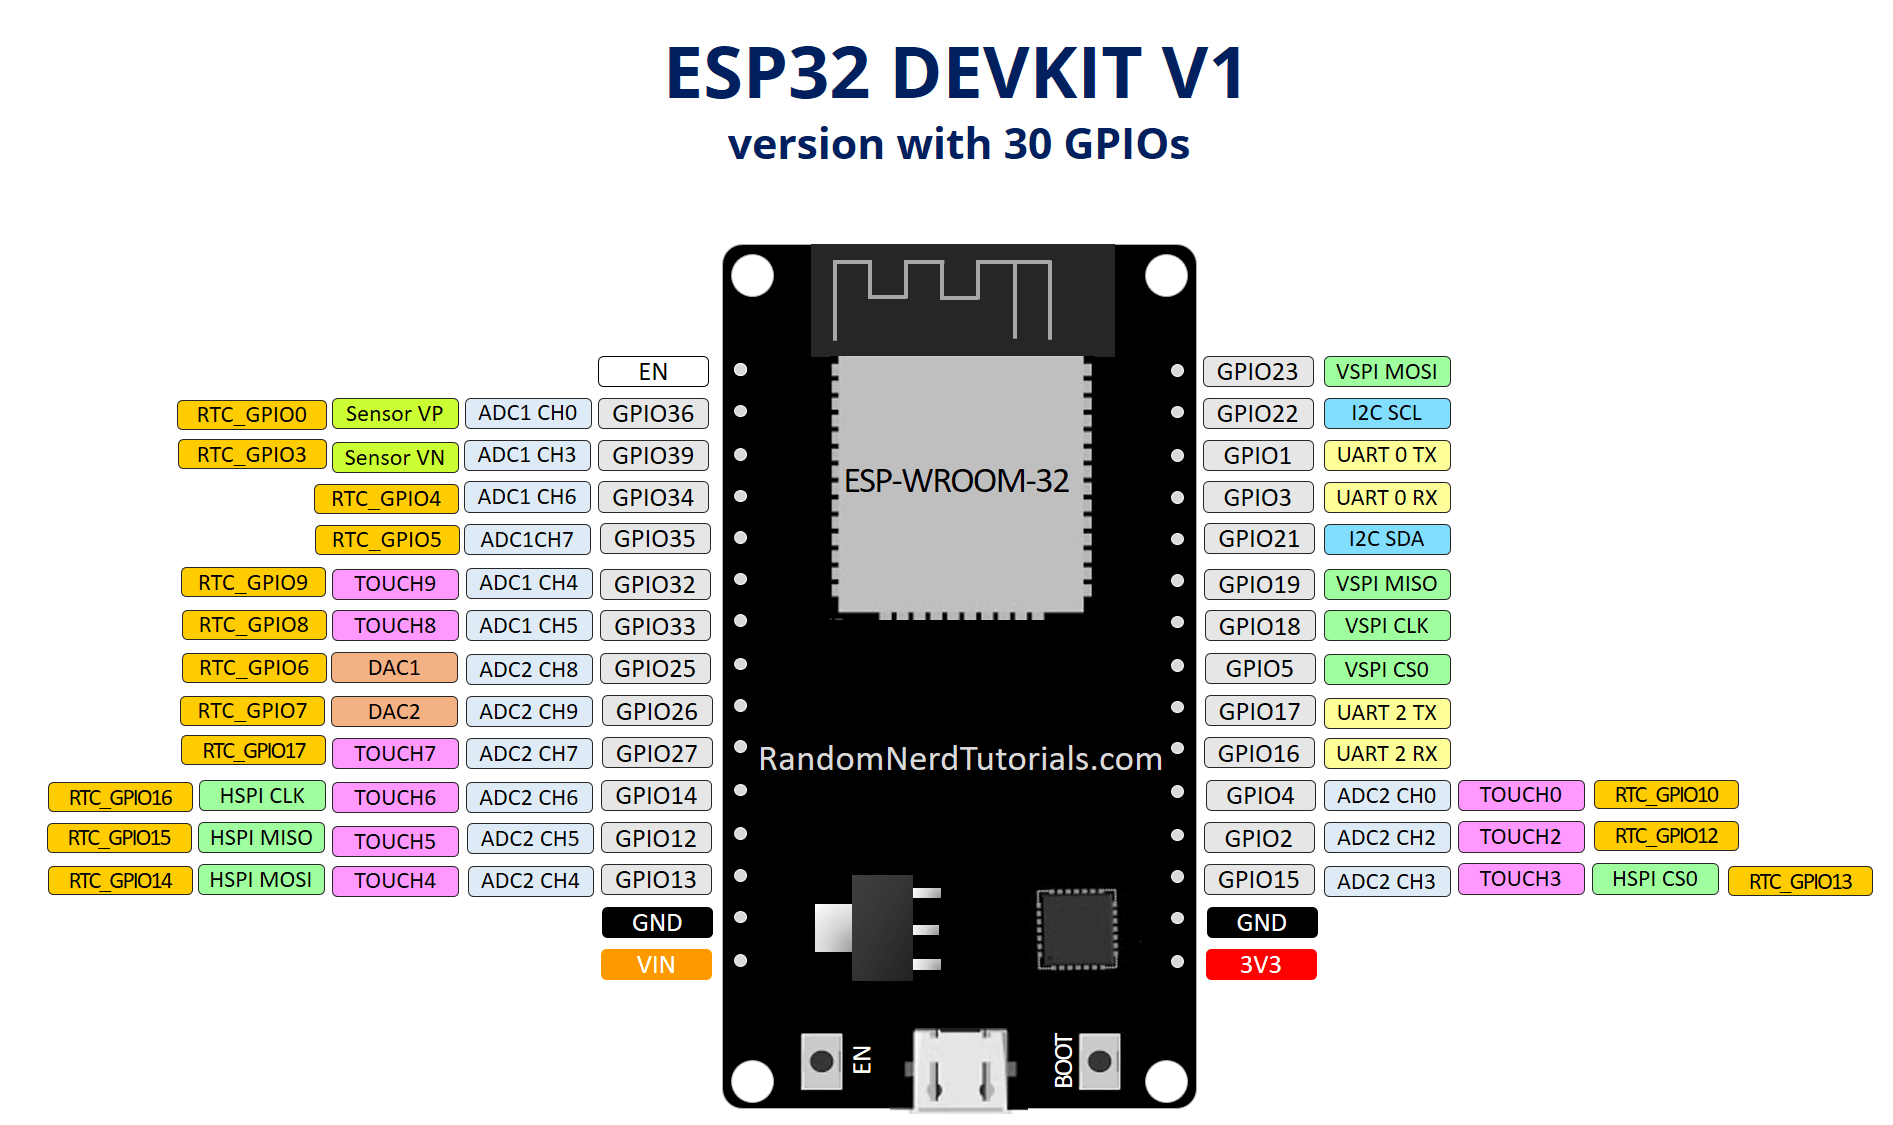 ESP32 DEVKIT V1
version with 30 GPIOs
EN
RTC_GPIO0 Sensor VP ADC1 CH0 GPIO36
RTC_GPIO3 Sensor VN ADC1 CH3 GPIO39
RTC_GPIO4 ADC1 CH6 GPIO34
RTC_GPIO5 ADC1CH7 GPIO35
RTC_GPIO9 TOUCH9 ADC1 CH4 GPIO32
RTC_GPIO8 TOUCH8 ADC1 CH5 GPIO33
RTC_GPIO6 DAC1 ADC2 CH8 GPIO25
RTC_GPIO7 DAC2 ADC2 CH9 GPIO26
RTC_GPIO17 TOUCH7 ADC2 CH7 GPIO27
RTC_GPIO16 HSPI CLK TOUCH6 ADC2 CH6 GPIO14
RTC_GPIO15 HSPI MISO TOUCH5 ADC2 CH5 GPIO12
RTC_GPIO14 HSPI MOSI TOUCH4 ADC2 CH4 GPIO13
GND
VIN
ESP-WROOM-32
RandomNerdTutorials.com
EN
BOOT
GPIO23 VSPI MOSI
GPIO22 I2C SCL
GPIO1 UART 0 TX
GPIO3 UART 0 RX
GPIO21 I2C SDA
GPIO19 VSPI MISO
GPIO18 VSPI CLK
GPIO5 VSPI CS0
GPIO17 UART 2 TX
GPIO16 UART 2 RX
GPIO4 ADC2 CH0 TOUCH0 RTC_GPIO10
GPIO2 ADC2 CH2 TOUCH2 RTC_GPIO12
GPIO15 ADC2 CH3 TOUCH3 HSPI CS0 RTC_GPIO13
GND
3V3